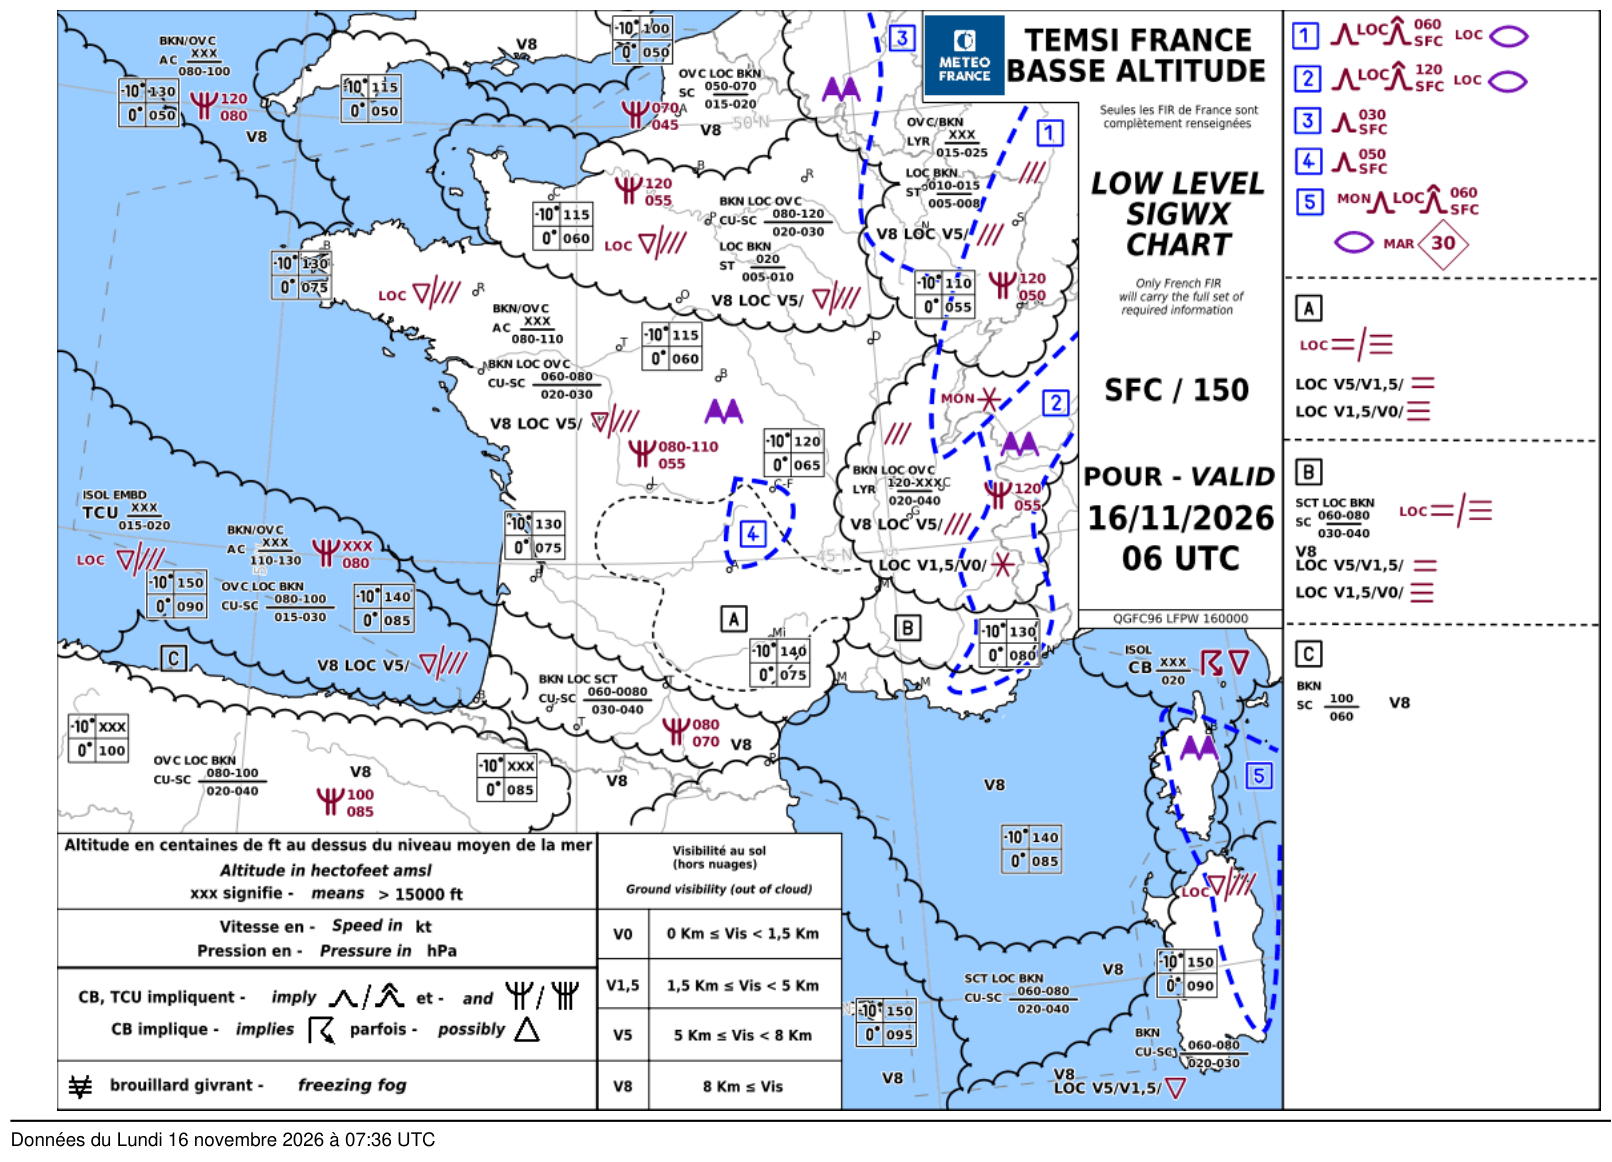 TEMSI FRANCE
BASSE ALTITUDE
METEO
FRANCE
Seules les FIR de France sont
complètement renseignées
LOW LEVEL
SIGWX
CHART
Only French FIR
will carry the full set of
required information
SFC / 150
POUR - VALID
16/11/2026
06 UTC
QGFC96 LFPW 160000
BKN/OVC
AC XXX
080-100
-10° 130
0° 050
120
080
V8
V8
-10° 115
0° 050
-10° 100
0° 050
070
045
OVC LOC BKN
SC 050-070
015-020
V8
50°N
3
1
OVC/BKN
LYR XXX
015-025
LOC BKN
ST 010-015
005-008
V8 LOC V5/
120
050
-10° 110
0° 055
120
055
-10° 115
0° 060
LOC
BKN LOC OVC
CU-SC 080-120
020-030
LOC BKN
ST 020
005-010
V8 LOC V5/
-10° 130
0° 075
LOC
BKN/OVC
AC XXX
080-110
-10° 115
0° 060
BKN LOC OVC
CU-SC 060-080
020-030
V8 LOC V5/
080-110
055
-10° 120
0° 065
MON
2
BKN LOC OVC
LYR 120-XXX
020-040
V8 LOC V5/
120
055
LOC V1,5/V0/
45°N
4
-10° 130
0° 075
ISOL EMBD
TCU XXX
015-020
LOC
BKN/OVC
AC XXX
110-130
XXX
080
-10° 150
0° 090
OVC LOC BKN
CU-SC 080-100
015-030
-10° 140
0° 085
C
V8 LOC V5/
A
B
-10° 140
0° 075
-10° 130
0° 080
BKN LOC SCT
CU-SC 060-0080
030-040
080
070
V8
-10° XXX
0° 100
OVC LOC BKN
CU-SC 080-100
020-040
V8
100
085
-10° XXX
0° 085
V8
ISOL
CB XXX
020
5
V8
-10° 140
0° 085
LOC
-10° 150
0° 090
V8
SCT LOC BKN
CU-SC 060-080
020-040
-10° 150
0° 095
V8
BKN
CU-SC 060-080
020-030
V8
LOC V5/V1,5/
1 LOC 060
SFC LOC
2 LOC 120
SFC LOC
3 030
SFC
4 050
SFC
5 MON LOC 060
SFC
MAR 30
A
LOC
LOC V5/V1,5/
LOC V1,5/V0/
B
SCT LOC BKN
SC 060-080
030-040
LOC
V8
LOC V5/V1,5/
LOC V1,5/V0/
C
BKN
SC 100
060
V8
Altitude en centaines de ft au dessus du niveau moyen de la mer
Altitude in hectofeet amsl
xxx signifie - means > 15000 ft
Vitesse en - Speed in kt
Pression en - Pressure in hPa
CB, TCU impliquent - imply / et - and /
CB implique - implies parfois - possibly
brouillard givrant - freezing fog
Visibilité au sol
(hors nuages)
Ground visibility (out of cloud)
V0 0 Km ≤ Vis < 1,5 Km
V1,5 1,5 Km ≤ Vis < 5 Km
V5 5 Km ≤ Vis < 8 Km
V8 8 Km ≤ Vis
Données du Lundi 16 novembre 2026 à 07:36 UTC